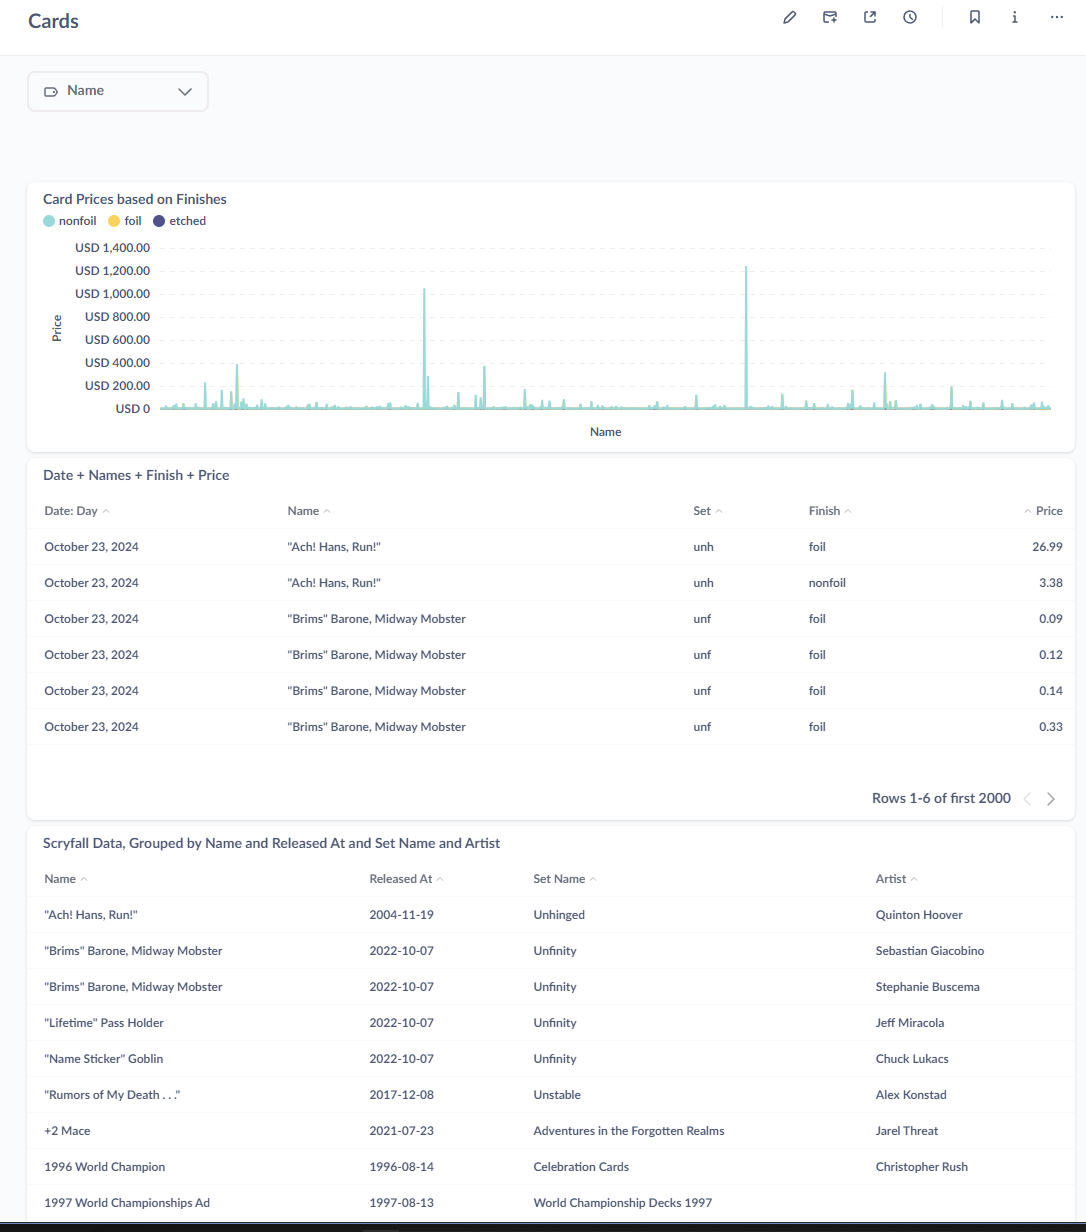 Cards
Name
Card Prices based on Finishes
nonfoil foil etched
USD 1,400.00
USD 1,200.00
USD 1,000.00
USD 800.00
USD 600.00
USD 400.00
USD 200.00
USD 0
Price
Name
Date + Names + Finish + Price
Date: Day Name Set Finish Price
October 23, 2024 "Ach! Hans, Run!" unh foil 26.99
October 23, 2024 "Ach! Hans, Run!" unh nonfoil 3.38
October 23, 2024 "Brims" Barone, Midway Mobster unf foil 0.09
October 23, 2024 "Brims" Barone, Midway Mobster unf foil 0.12
October 23, 2024 "Brims" Barone, Midway Mobster unf foil 0.14
October 23, 2024 "Brims" Barone, Midway Mobster unf foil 0.33
Rows 1-6 of first 2000
Scryfall Data, Grouped by Name and Released At and Set Name and Artist
Name Released At Set Name Artist
"Ach! Hans, Run!" 2004-11-19 Unhinged Quinton Hoover
"Brims" Barone, Midway Mobster 2022-10-07 Unfinity Sebastian Giacobino
"Brims" Barone, Midway Mobster 2022-10-07 Unfinity Stephanie Buscema
"Lifetime" Pass Holder 2022-10-07 Unfinity Jeff Miracola
"Name Sticker" Goblin 2022-10-07 Unfinity Chuck Lukacs
"Rumors of My Death . . ." 2017-12-08 Unstable Alex Konstad
+2 Mace 2021-07-23 Adventures in the Forgotten Realms Jarel Threat
1996 World Champion 1996-08-14 Celebration Cards Christopher Rush
1997 World Championships Ad 1997-08-13 World Championship Decks 1997